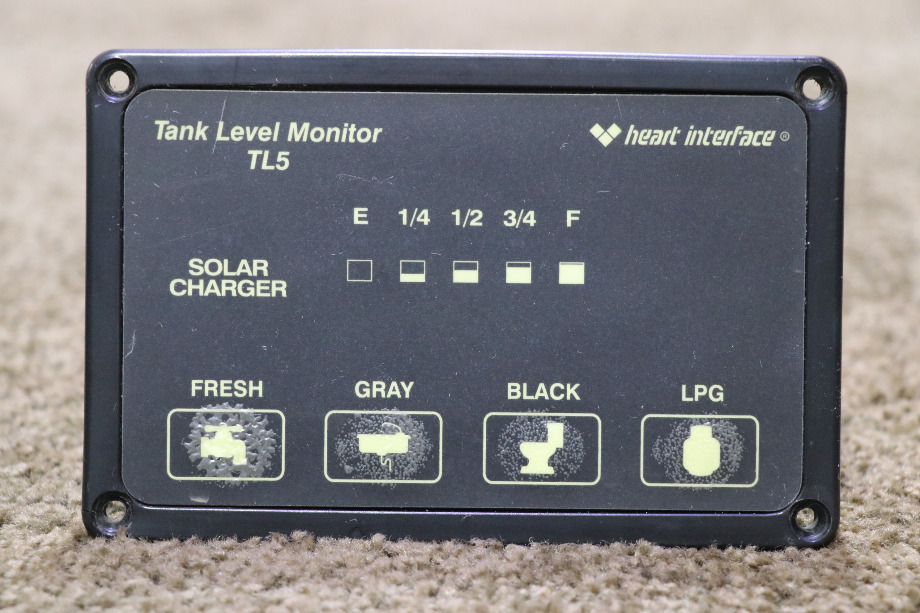 Tank Level Monitor
TL5
heart interface®
E 1/4 1/2 3/4 F
SOLAR
CHARGER
FRESH GRAY BLACK LPG